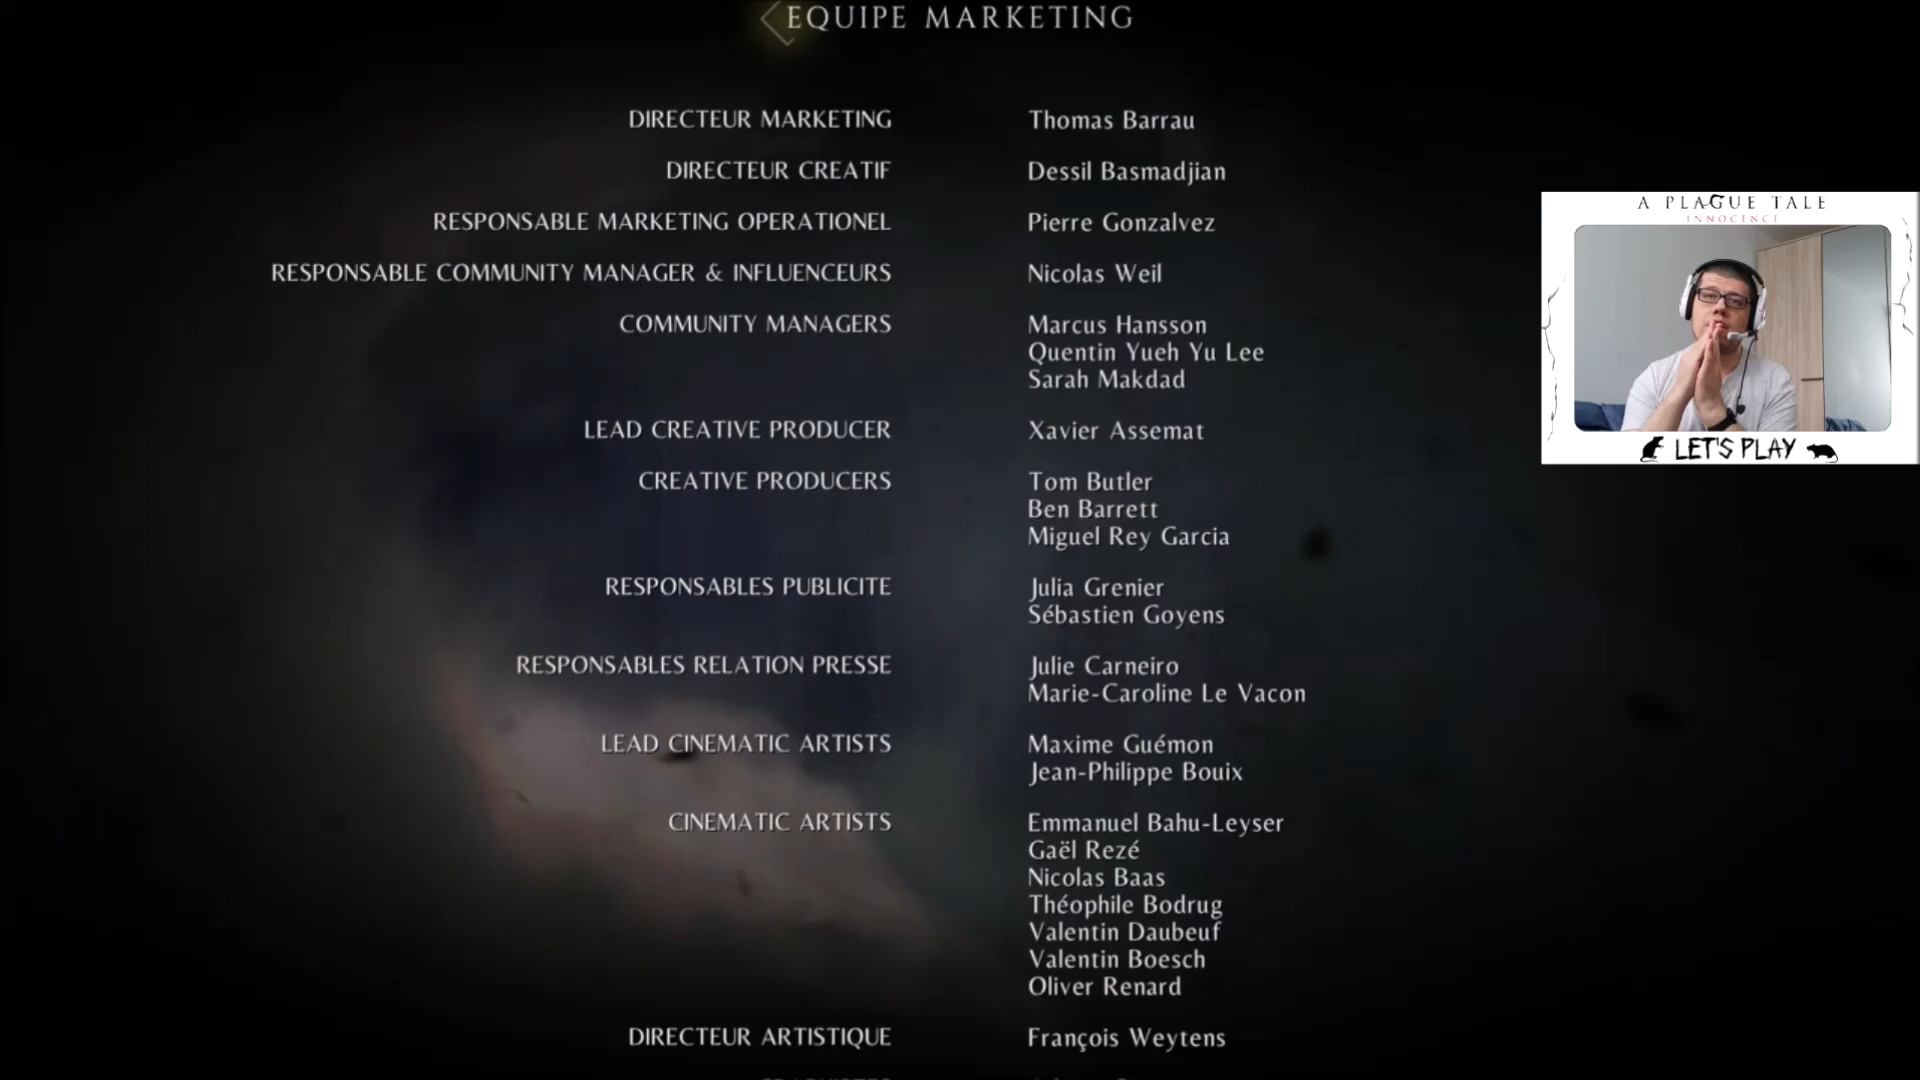 EQUIPE MARKETING
DIRECTEUR MARKETING Thomas Barrau
DIRECTEUR CREATIF Dessil Basmadjian
RESPONSABLE MARKETING OPERATIONEL Pierre Gonzalvez
RESPONSABLE COMMUNITY MANAGER & INFLUENCEURS Nicolas Weil
COMMUNITY MANAGERS Marcus Hansson
Quentin Yueh Yu Lee
Sarah Makdad
LEAD CREATIVE PRODUCER Xavier Assemat
CREATIVE PRODUCERS Tom Butler
Ben Barrett
Miguel Rey Garcia
RESPONSABLES PUBLICITE Julia Grenier
Sébastien Goyens
RESPONSABLES RELATION PRESSE Julie Carneiro
Marie-Caroline Le Vacon
LEAD CINEMATIC ARTISTS Maxime Guémon
Jean-Philippe Bouix
CINEMATIC ARTISTS Emmanuel Bahu-Leyser
Gaël Rezé
Nicolas Baas
Théophile Bodrug
Valentin Daubeuf
Valentin Boesch
Oliver Renard
DIRECTEUR ARTISTIQUE François Weytens
A PLAGUE TALE
INNOCENCE
LET'S PLAY